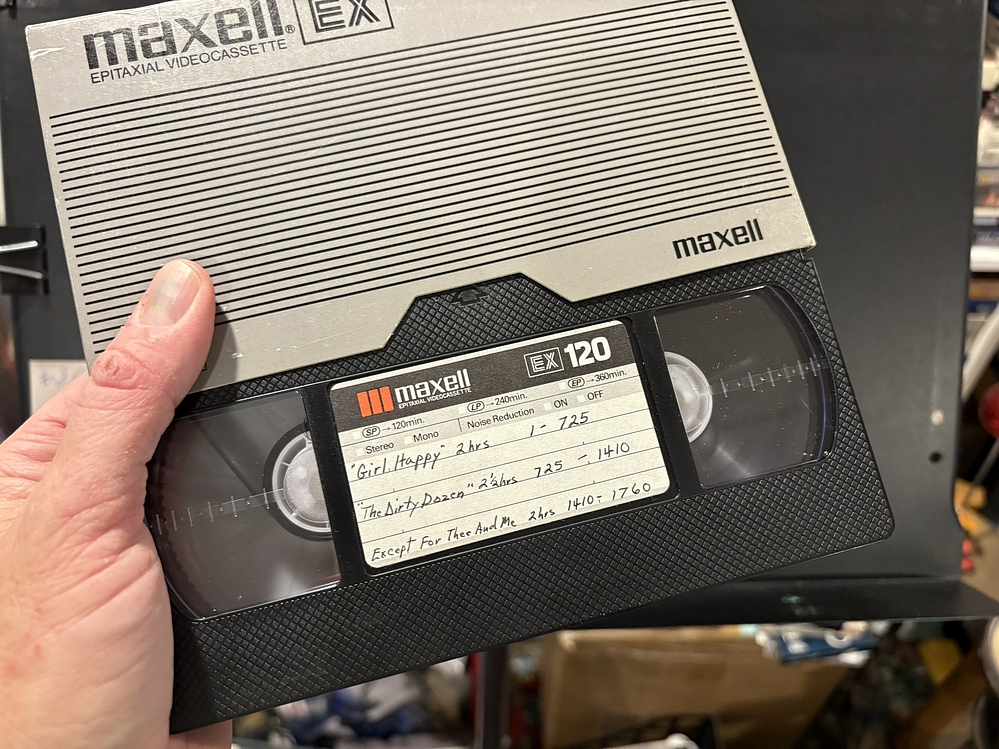 maxell® EX
EPITAXIAL VIDEOCASSETTE
maxell
maxell EX 120
EPITAXIAL VIDEOCASSETTE
SP → 120min. LP → 240min. EP → 360min.
Stereo Mono Noise Reduction ON OFF
"Girl Happy" 2hrs 1 - 725
"The Dirty Dozen" 2½hrs 725 - 1410
Except For Thee And Me 2hrs 1410 - 1760